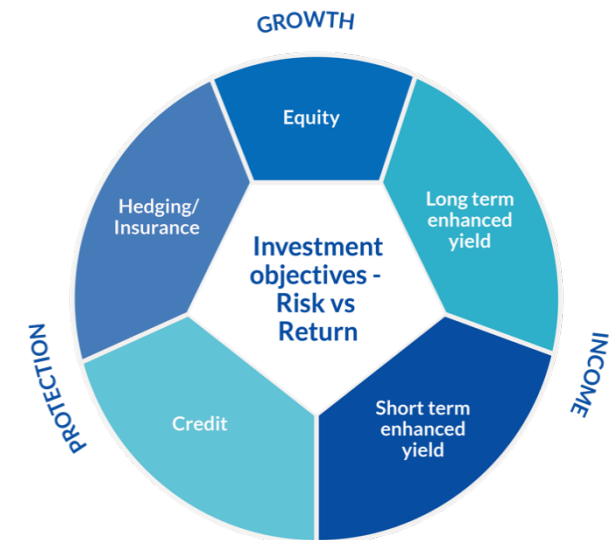 GROWTH
Equity
Hedging/
Insurance
Long term
enhanced
yield
Investment
objectives -
Risk vs
Return
PROTECTION
INCOME
Credit
Short term
enhanced
yield